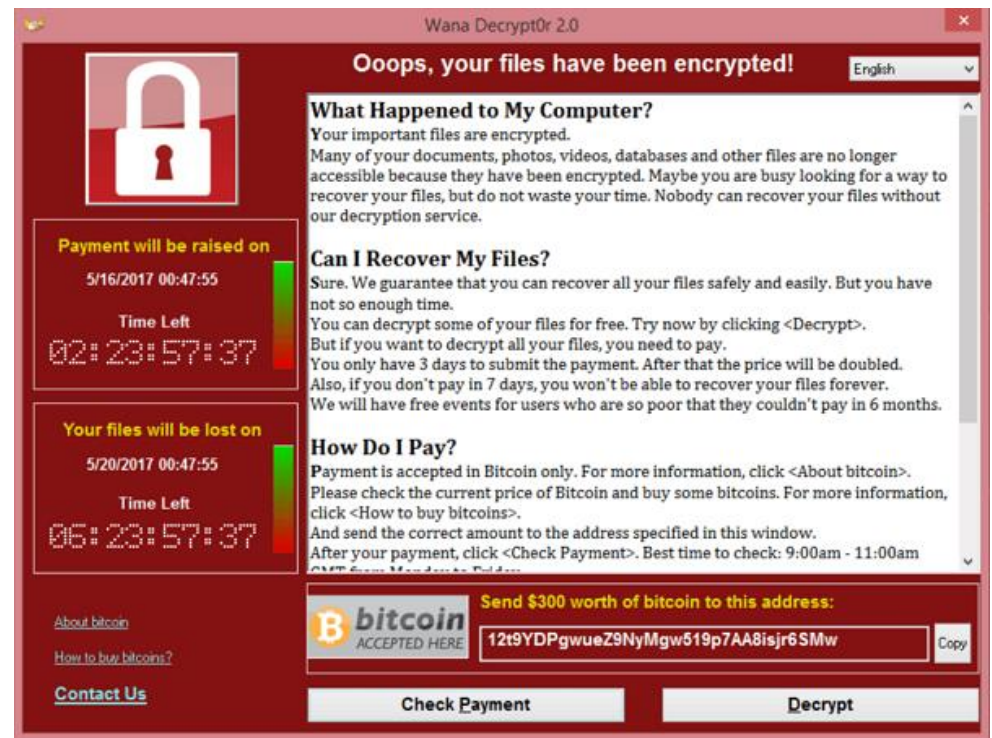 Wana Decrypt0r 2.0
x
Ooops, your files have been encrypted!
English
What Happened to My Computer?
Your important files are encrypted.
Many of your documents, photos, videos, databases and other files are no longer
accessible because they have been encrypted. Maybe you are busy looking for a way to
recover your files, but do not waste your time. Nobody can recover your files without
our decryption service.
Can I Recover My Files?
Sure. We guarantee that you can recover all your files safely and easily. But you have
not so enough time.
You can decrypt some of your files for free. Try now by clicking <Decrypt>.
But if you want to decrypt all your files, you need to pay.
You only have 3 days to submit the payment. After that the price will be doubled.
Also, if you don't pay in 7 days, you won't be able to recover your files forever.
We will have free events for users who are so poor that they couldn't pay in 6 months.
How Do I Pay?
Payment is accepted in Bitcoin only. For more information, click <About bitcoin>.
Please check the current price of Bitcoin and buy some bitcoins. For more information,
click <How to buy bitcoins>.
And send the correct amount to the address specified in this window.
After your payment, click <Check Payment>. Best time to check: 9:00am - 11:00am
GMT from Monday to Friday.
Payment will be raised on
5/16/2017 00:47:55
Time Left
02:23:57:37
Your files will be lost on
5/20/2017 00:47:55
Time Left
06:23:57:37
About bitcoin
How to buy bitcoins?
Contact Us
bitcoin
ACCEPTED HERE
Send $300 worth of bitcoin to this address:
12t9YDPgwueZ9NyMgw519p7AA8isjr6SMw
Copy
Check Payment
Decrypt